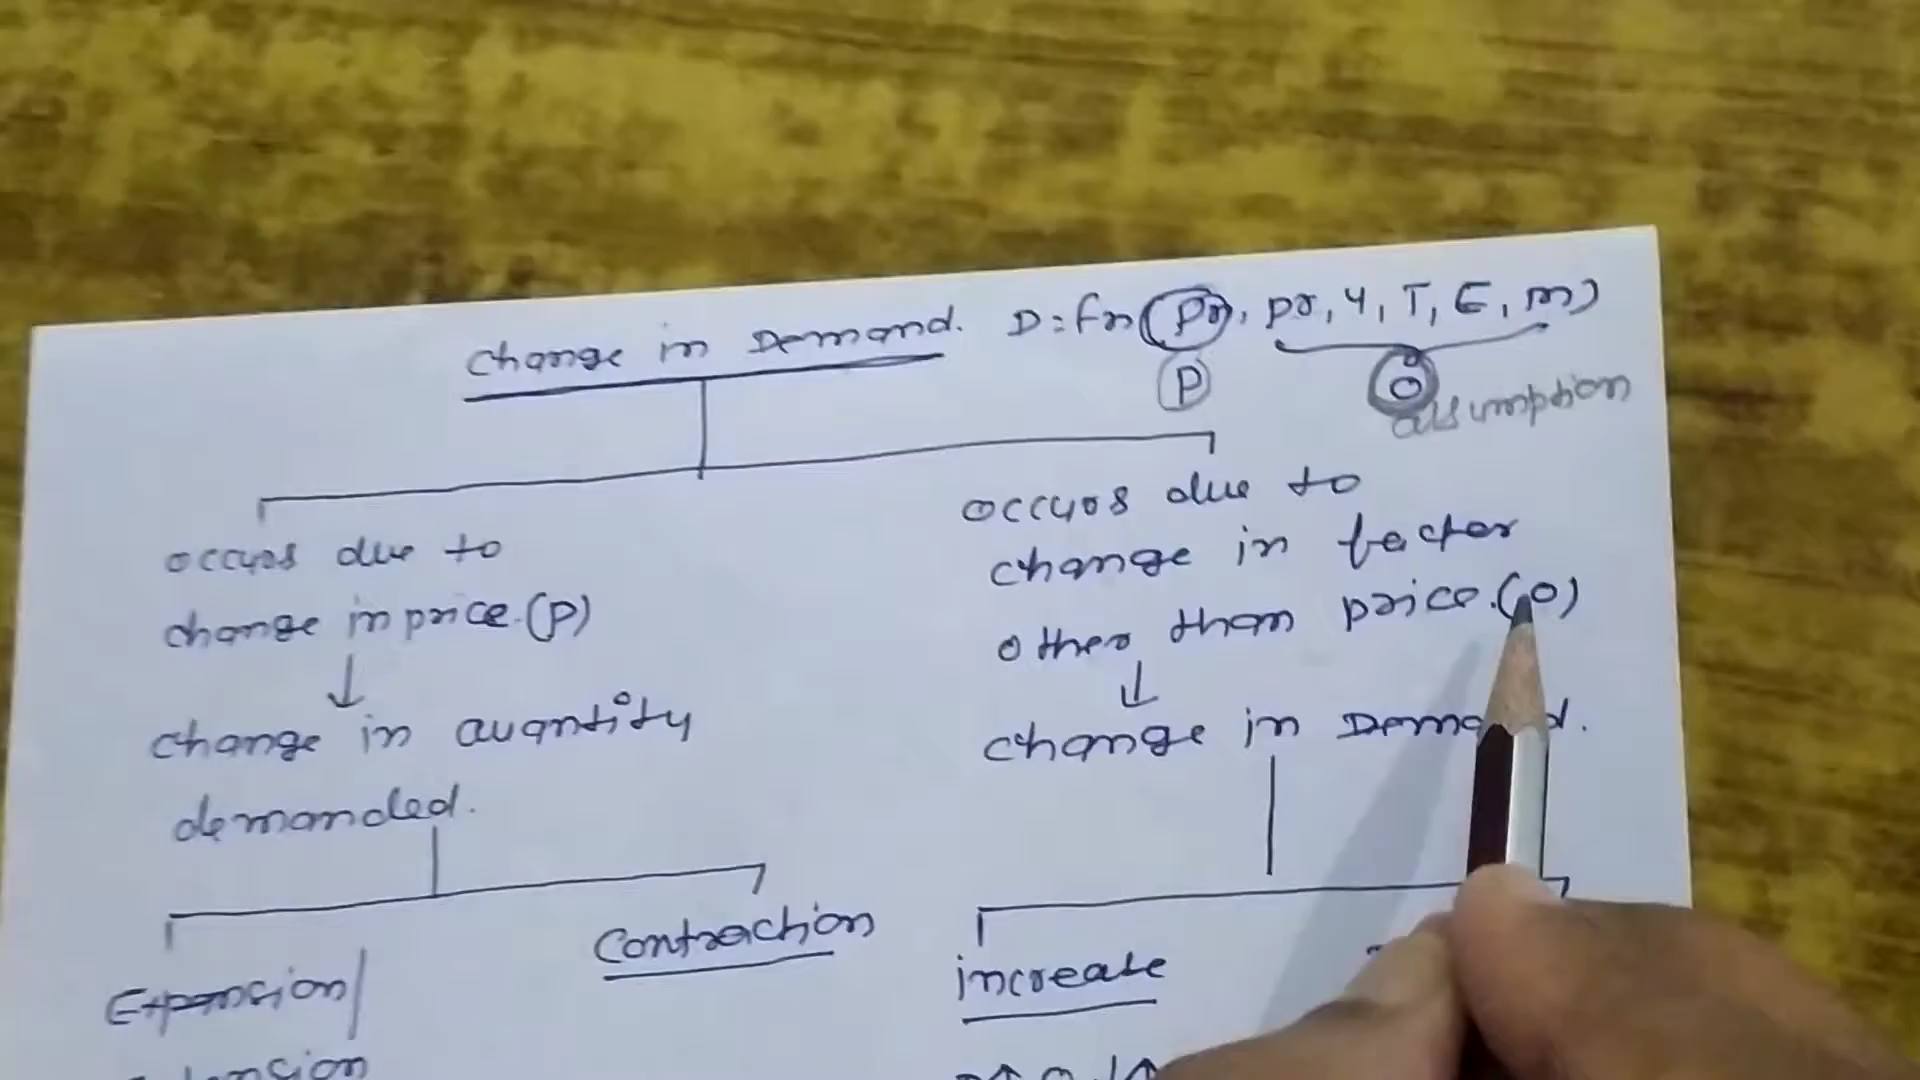 Change in Demand. D = fn (Px, Pr, Y, T, E, m)
P
O
assumption
occurs due to
change in price. (P)
↓
change in Quantity
demanded.
Expansion/
Contraction
occurs due to
change in factor
other than price. (O)
↓
change in Demand.
increase